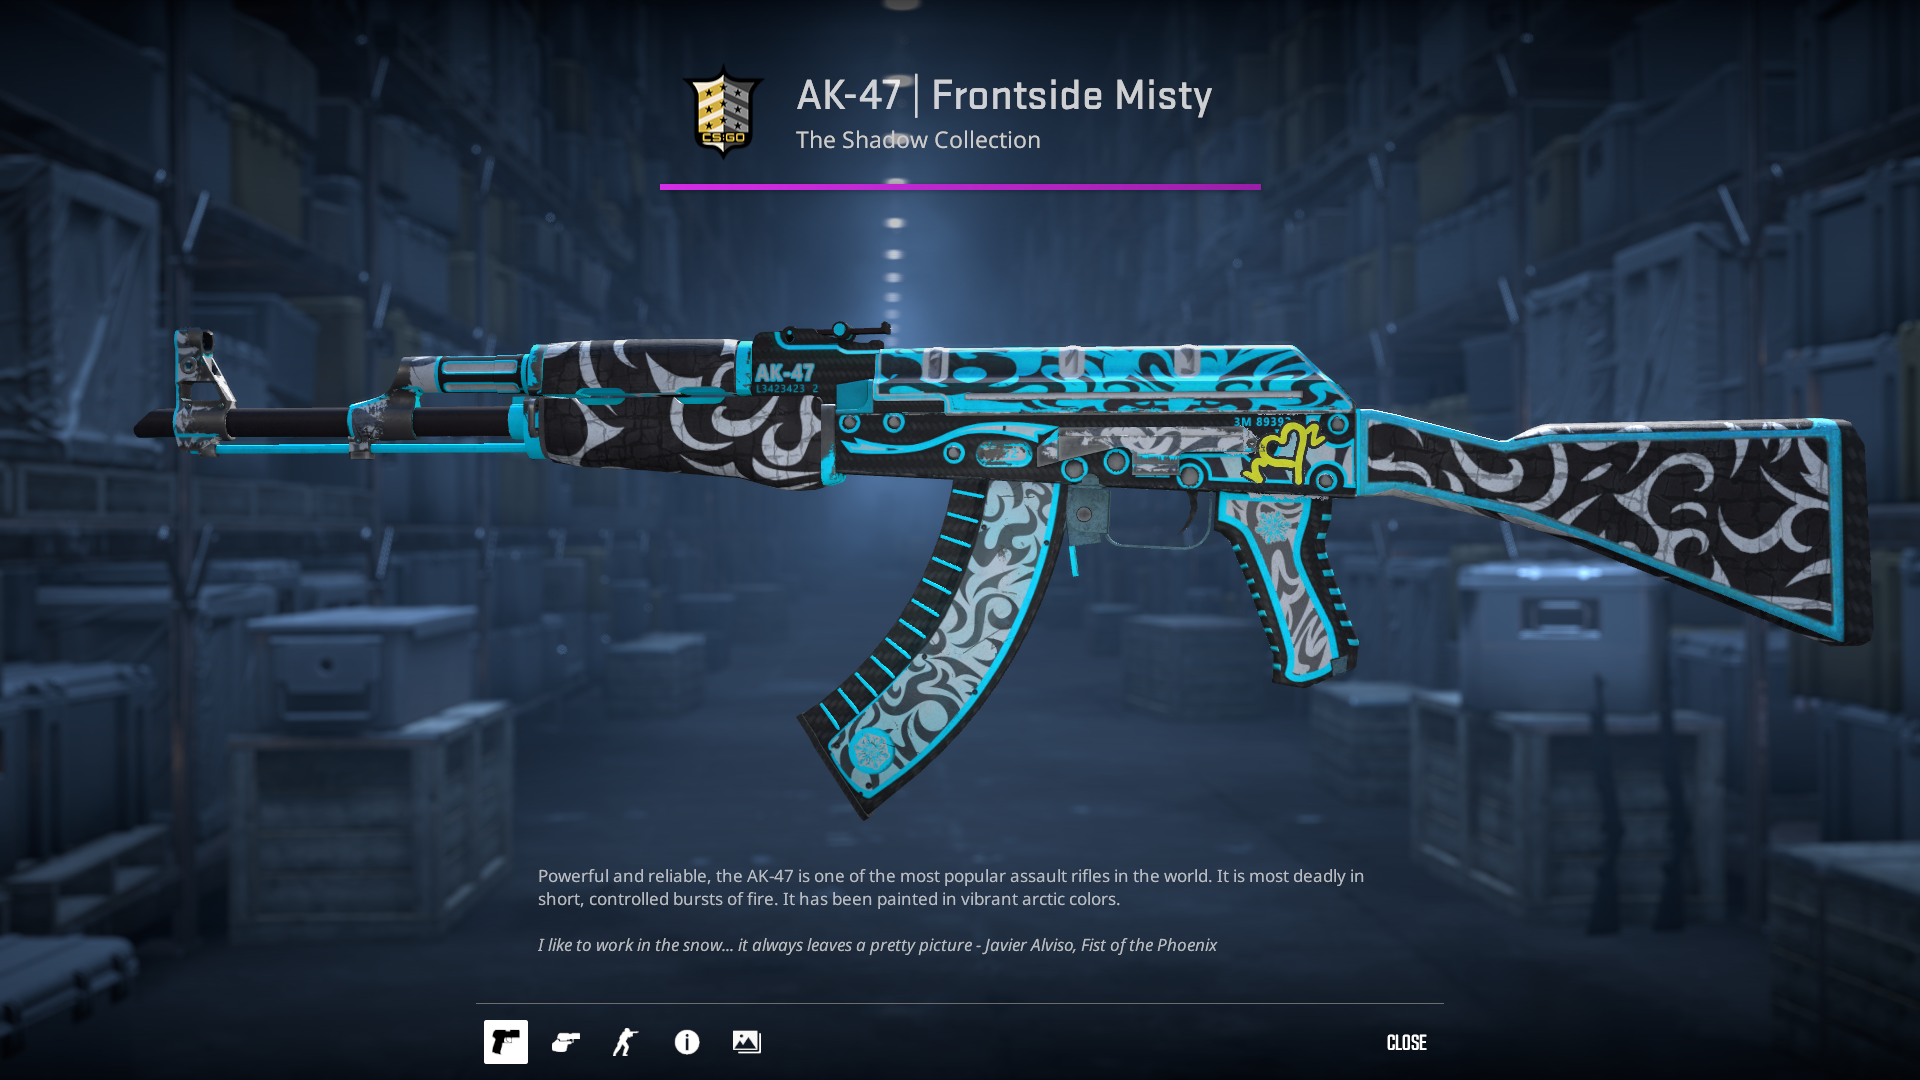 AK-47 | Frontside Misty
The Shadow Collection
CS:GO
AK-47
L3423423 2
3M 8939
Powerful and reliable, the AK-47 is one of the most popular assault rifles in the world. It is most deadly in
short, controlled bursts of fire. It has been painted in vibrant arctic colors.
I like to work in the snow... it always leaves a pretty picture - Javier Alviso, Fist of the Phoenix
CLOSE